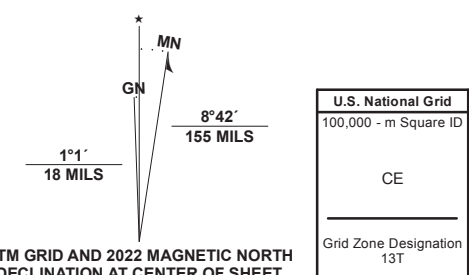 MN
GN
8°42´
155 MILS
1°1´
18 MILS
TM GRID AND 2022 MAGNETIC NORTH
DECLINATION AT CENTER OF SHEET
U.S. National Grid
100,000 - m Square ID
CE
Grid Zone Designation
13T